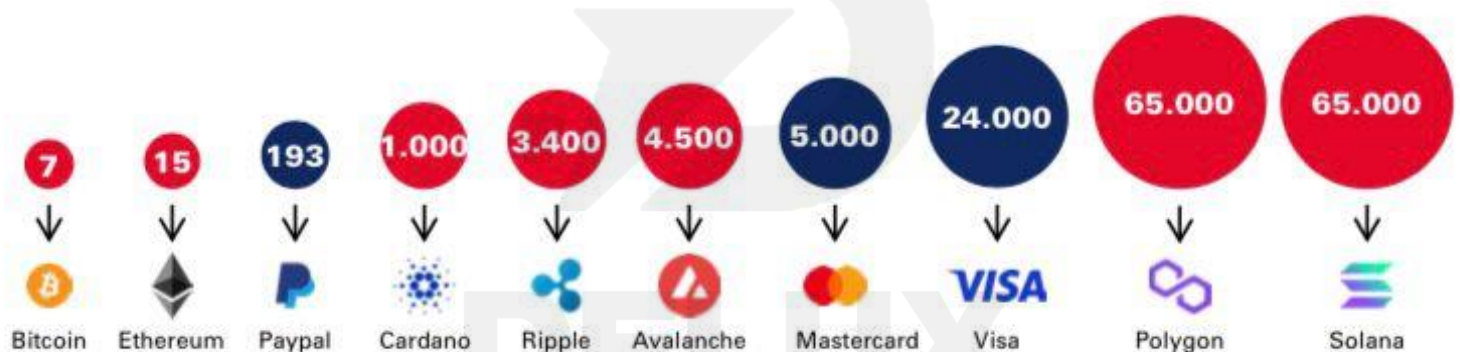 7 15 193 1.000 3.400 4.500 5.000 24.000 65.000 65.000
VISA
Bitcoin Ethereum Paypal Cardano Ripple Avalanche Mastercard Visa Polygon Solana